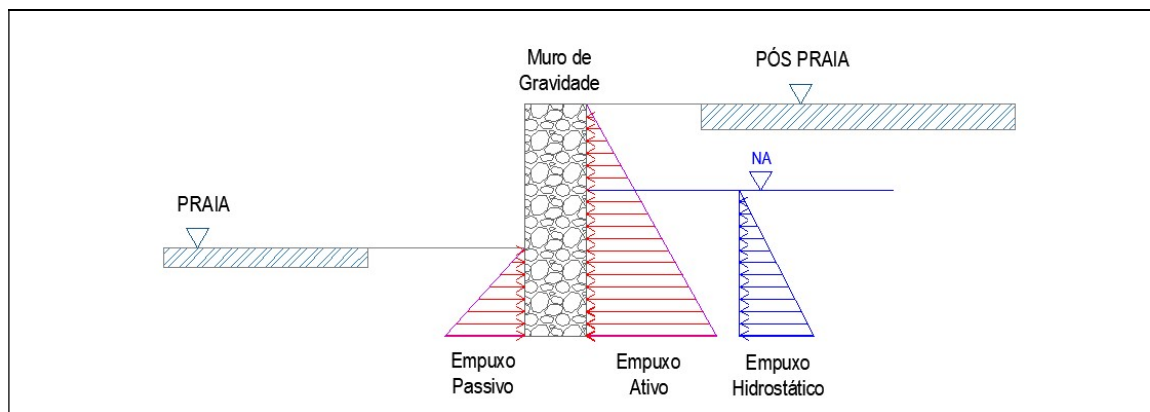 Muro de
Gravidade
PÓS PRAIA
NA
PRAIA
Empuxo
Passivo
Empuxo
Ativo
Empuxo
Hidrostático